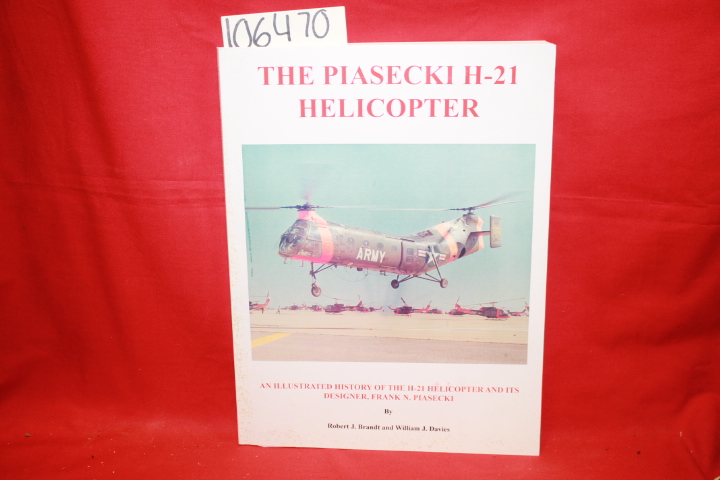 106470
THE PIASECKI H-21
HELICOPTER
ARMY
AN ILLUSTRATED HISTORY OF THE H-21 HELICOPTER AND ITS
DESIGNER, FRANK N. PIASECKI
By
Robert J. Brandt and William J. Davies